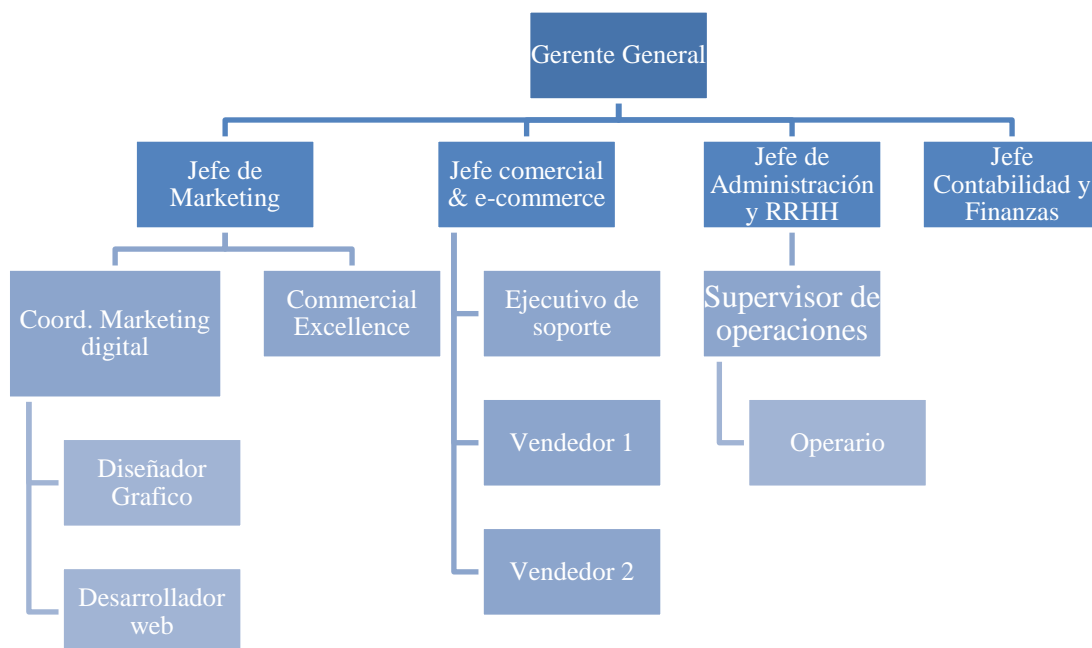 Gerente General
Jefe de
Marketing
Jefe comercial
& e-commerce
Jefe de
Administración
y RRHH
Jefe
Contabilidad y
Finanzas
Coord. Marketing
digital
Commercial
Excellence
Ejecutivo de
soporte
Supervisor de
operaciones
Diseñador
Grafico
Vendedor 1
Operario
Desarrollador
web
Vendedor 2